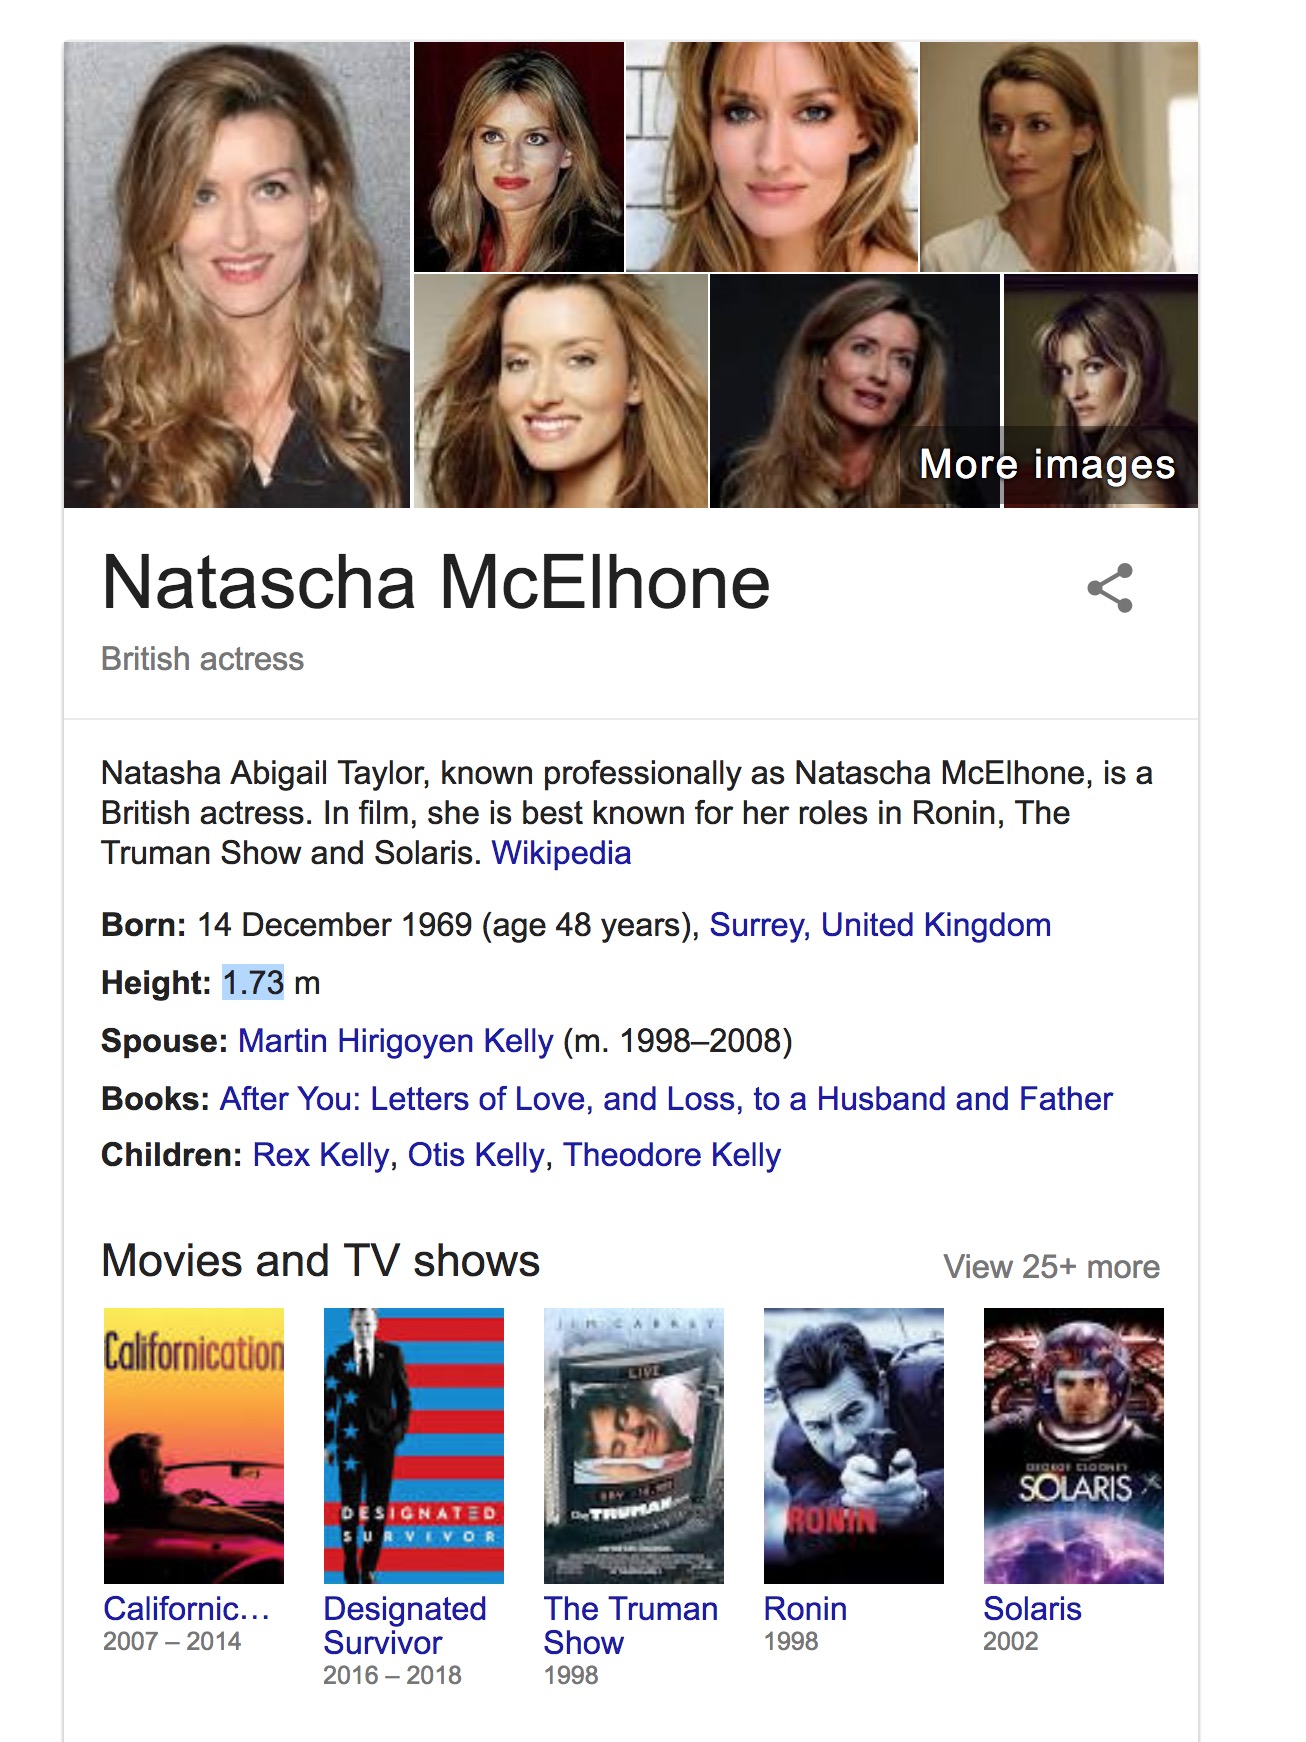 More images
Natascha McElhone
British actress
Natasha Abigail Taylor, known professionally as Natascha McElhone, is a
British actress. In film, she is best known for her roles in Ronin, The
Truman Show and Solaris. Wikipedia
Born: 14 December 1969 (age 48 years), Surrey, United Kingdom
Height: 1.73 m
Spouse: Martin Hirigoyen Kelly (m. 1998–2008)
Books: After You: Letters of Love, and Loss, to a Husband and Father
Children: Rex Kelly, Otis Kelly, Theodore Kelly
Movies and TV shows
View 25+ more
Californication
DESIGNATED
SURVIVOR
JIM CARREY
LIVE
The TRUMAN
RONIN
GEORGE CLOONEY
SOLARIS
Californic...
2007 – 2014
Designated
Survivor
2016 – 2018
The Truman
Show
1998
Ronin
1998
Solaris
2002